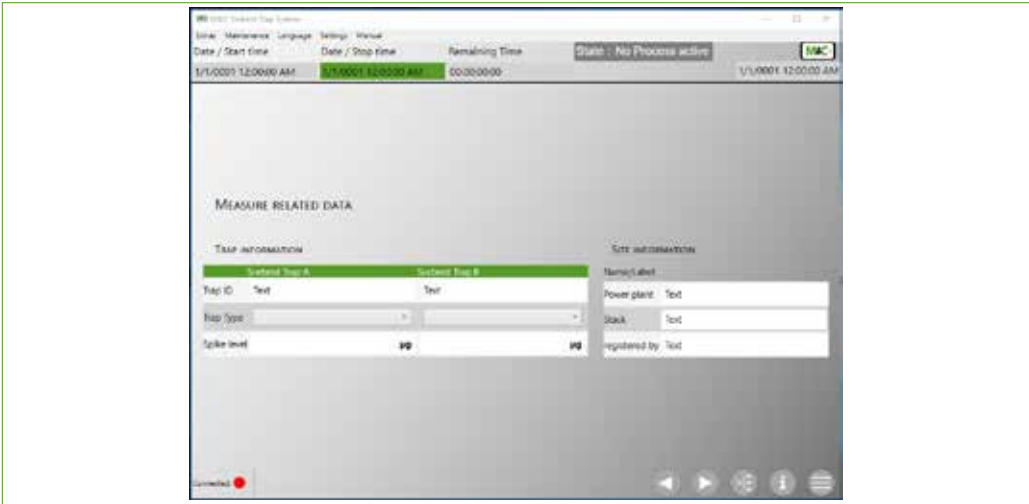 M&C Sorbent Trap System
Extras Maintenance Language Settings Manual
Date / Start time Date / Stop time Remaining Time State : No Process active M&C
1/1/0001 12:00:00 AM 1/1/0001 12:00:00 AM 00:00:00:00 1/1/0001 12:00:00 AM
MEASURE RELATED DATA
TRAP INFORMATION SITE INFORMATION
Sorbend Trap A Sorbend Trap B Name/Label
Trap ID Text Text Power plant Text
Trap Type Stack Text
Spike level µg µg registered by Text
Connected